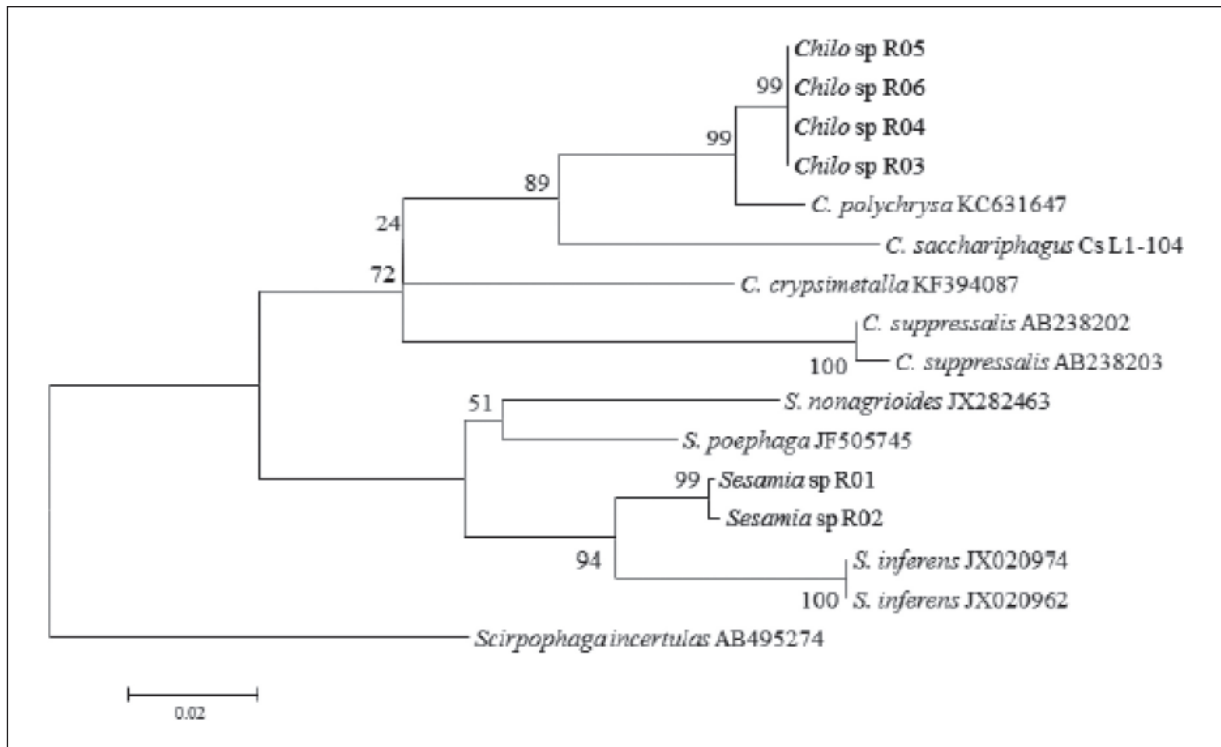 Chilo sp R05
99
Chilo sp R06
Chilo sp R04
99
Chilo sp R03
89
C. polychrysa KC631647
24
C. sacchariphagus Cs L1-104
72
C. crypsimetalla KF394087
C. suppressalis AB238202
100
C. suppressalis AB238203
51
S. nonagrioides JX282463
S. poephaga JF505745
99
Sesamia sp R01
Sesamia sp R02
94
S. inferens JX020974
100
S. inferens JX020962
Scirpophaga incertulas AB495274
0.02